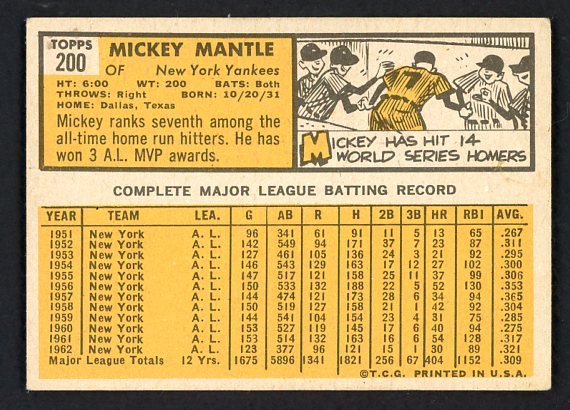 TOPPS
200
MICKEY MANTLE
OF New York Yankees
HT: 6:00 WT: 200 BATS: Both
THROWS: Right BORN: 10/20/31
HOME: Dallas, Texas
Mickey ranks seventh among the
all-time home run hitters. He has
won 3 A.L. MVP awards.
17
MICKEY HAS HIT 14
WORLD SERIES HOMERS
COMPLETE MAJOR LEAGUE BATTING RECORD
YEAR TEAM LEA. G AB R H 2B 3B HR RBI AVG.
1951 New York A. L. 96 341 61 91 11 5 13 65 .267
1952 New York A. L. 142 549 94 171 37 7 23 87 .311
1953 New York A. L. 127 461 105 136 24 3 21 92 .295
1954 New York A. L. 146 543 129 163 17 12 27 102 .300
1955 New York A. L. 147 517 121 158 25 11 37 99 .306
1956 New York A. L. 150 533 132 188 22 5 52 130 .353
1957 New York A. L. 144 474 121 173 28 6 34 94 .365
1958 New York A. L. 150 519 127 158 21 1 42 97 .304
1959 New York A. L. 144 541 104 154 23 4 31 75 .285
1960 New York A. L. 153 527 119 145 17 6 40 94 .275
1961 New York A. L. 153 514 132 163 16 6 54 128 .317
1962 New York A. L. 123 377 96 121 15 1 30 89 .321
Major League Totals 12 Yrs. 1675 5896 1341 1821 256 67 404 1152 .309
©T.C.G. PRINTED IN U.S.A.